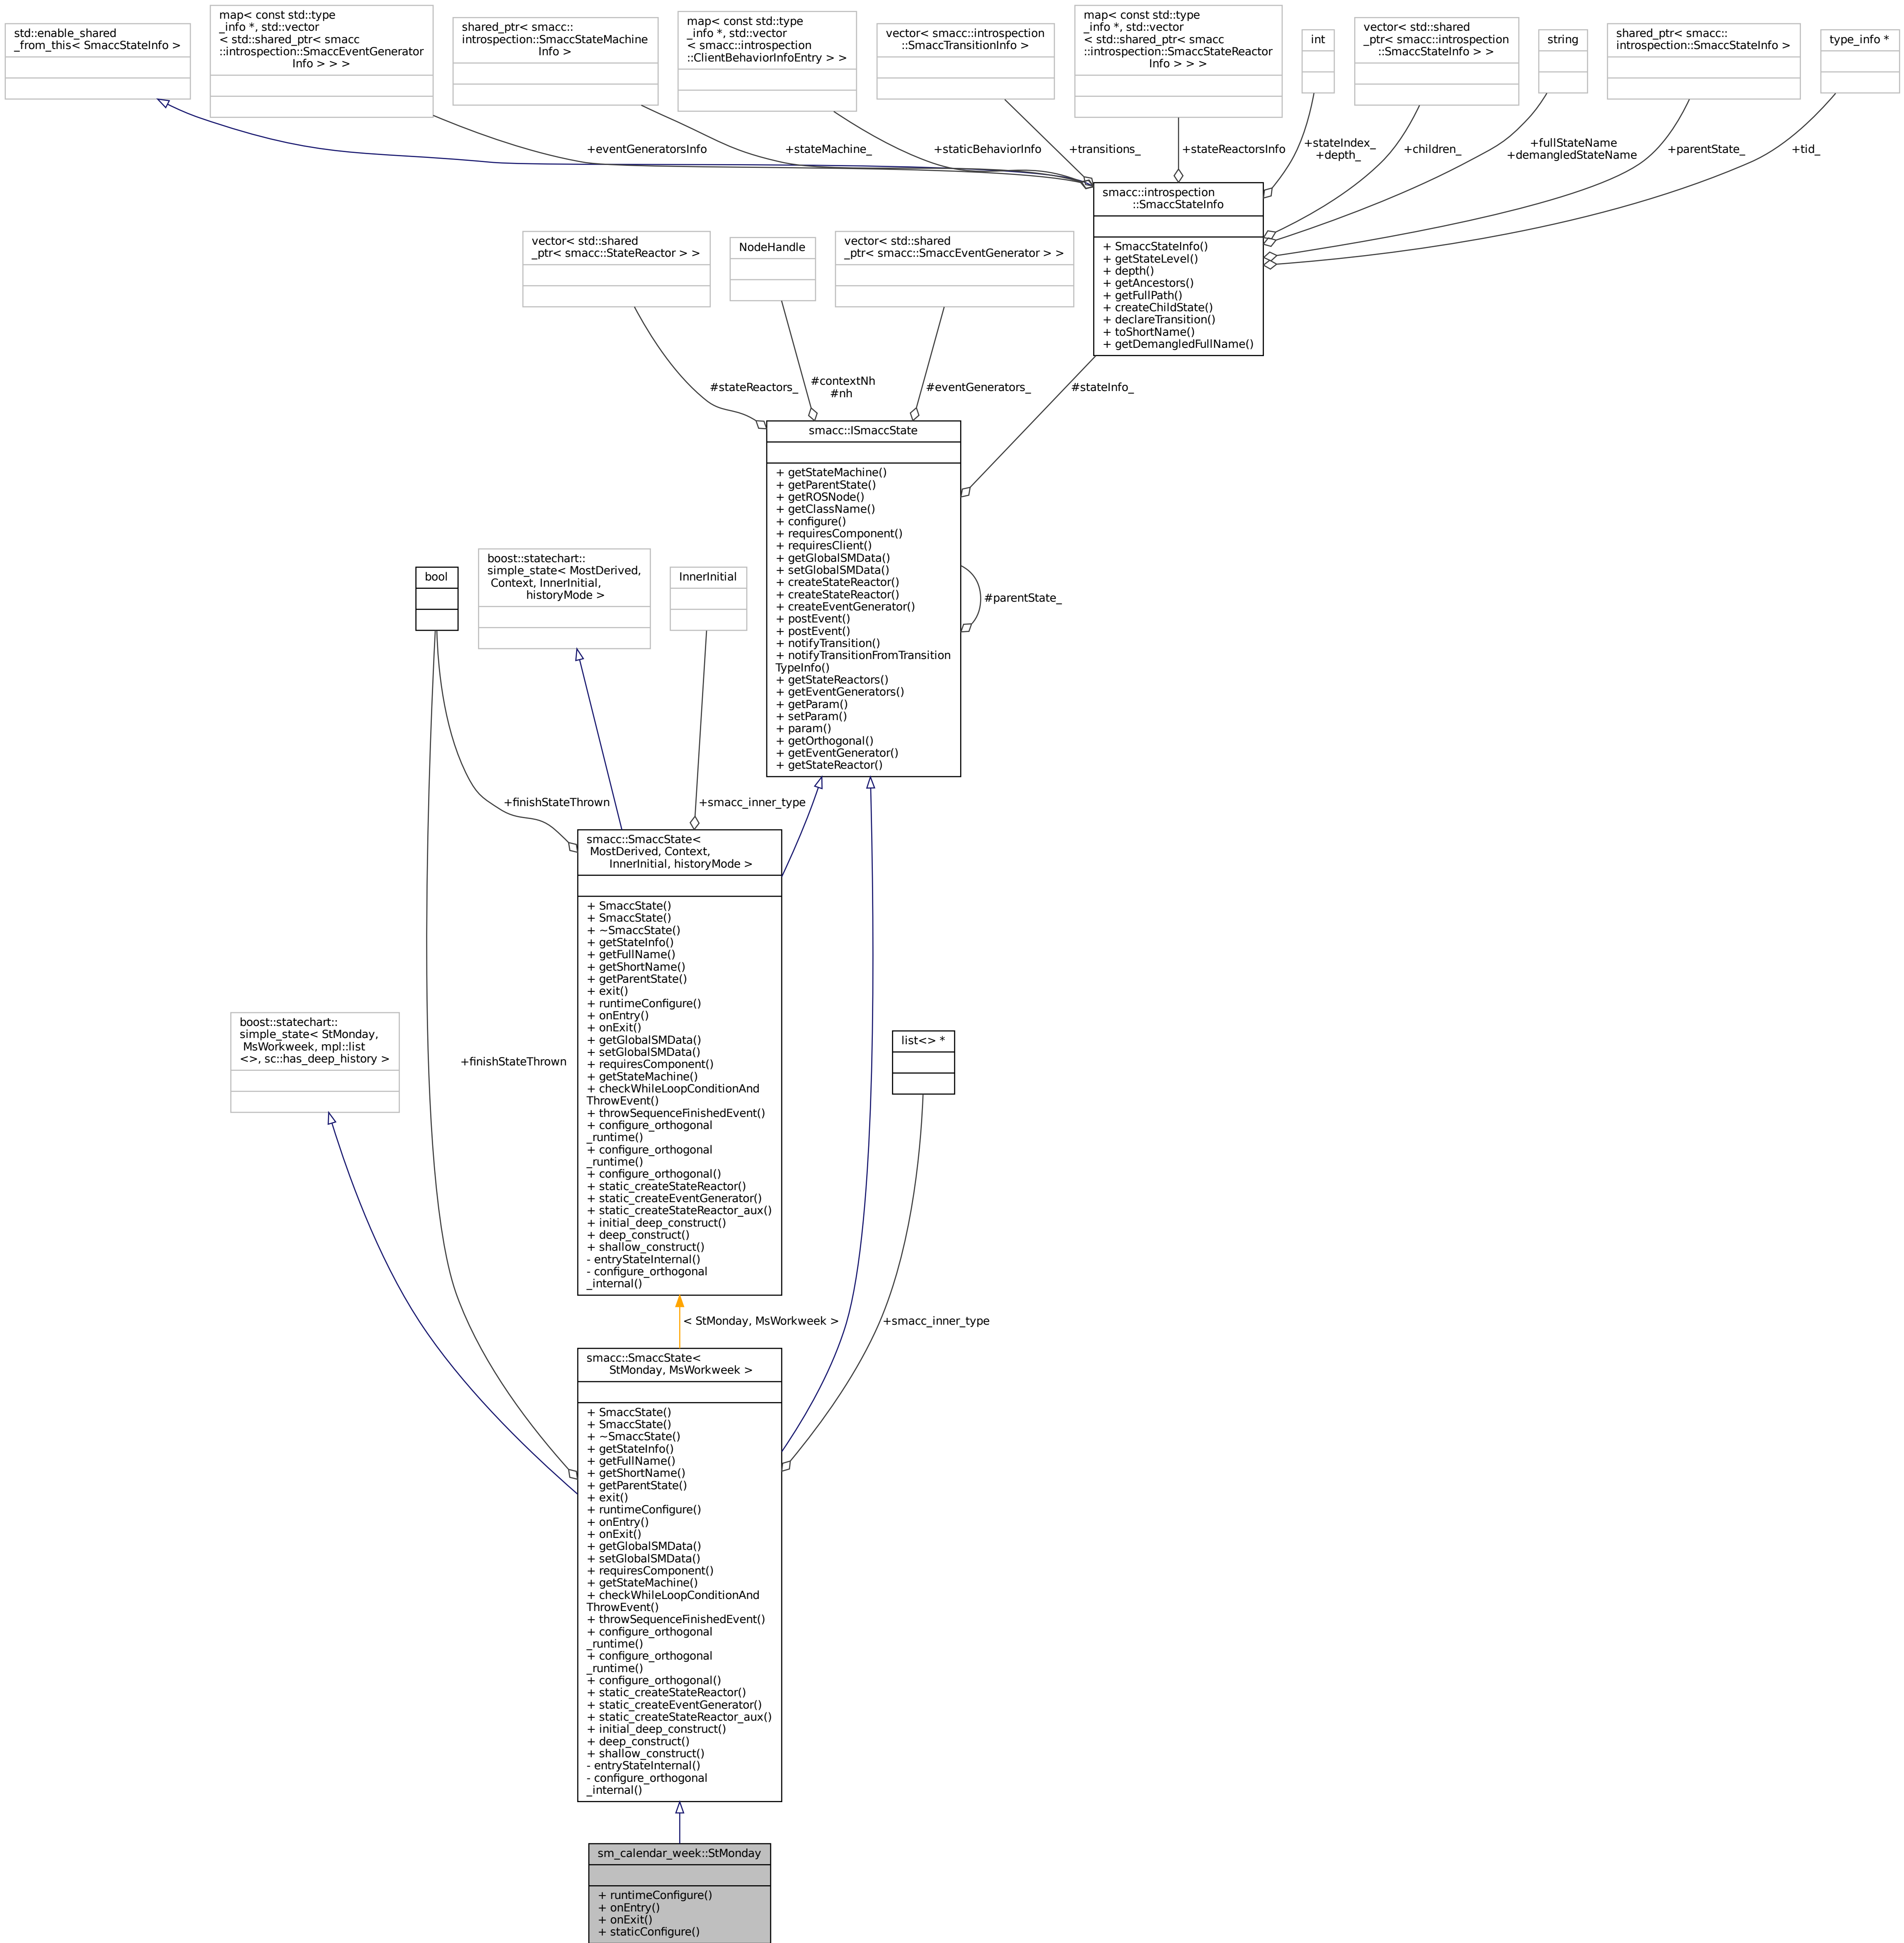 std::enable_shared
_from_this< SmaccStateInfo >
map< const std::type
_info *, std::vector
< std::shared_ptr< smacc
::introspection::SmaccEventGenerator
Info > > >
shared_ptr< smacc::
introspection::SmaccStateMachine
Info >
map< const std::type
_info *, std::vector
< smacc::introspection
::ClientBehaviorInfoEntry > >
vector< smacc::introspection
::SmaccTransitionInfo >
map< const std::type
_info *, std::vector
< std::shared_ptr< smacc
::introspection::SmaccStateReactor
Info > > >
int
vector< std::shared
_ptr< smacc::introspection
::SmaccStateInfo > >
string
shared_ptr< smacc::
introspection::SmaccStateInfo >
type_info *
+eventGeneratorsInfo
+stateMachine_
+staticBehaviorInfo
+transitions_
+stateReactorsInfo
+stateIndex_
+depth_
+children_
+fullStateName
+demangledStateName
+parentState_
+tid_
smacc::introspection
::SmaccStateInfo
+ SmaccStateInfo()
+ getStateLevel()
+ depth()
+ getAncestors()
+ getFullPath()
+ createChildState()
+ declareTransition()
+ toShortName()
+ getDemangledFullName()
vector< std::shared
_ptr< smacc::StateReactor > >
NodeHandle
vector< std::shared
_ptr< smacc::SmaccEventGenerator > >
#stateReactors_
#contextNh
#nh
#eventGenerators_
#stateInfo_
smacc::ISmaccState
+ getStateMachine()
+ getParentState()
+ getROSNode()
+ getClassName()
+ configure()
+ requiresComponent()
+ requiresClient()
+ getGlobalSMData()
+ setGlobalSMData()
+ createStateReactor()
+ createStateReactor()
+ createEventGenerator()
+ postEvent()
+ postEvent()
+ notifyTransition()
+ notifyTransitionFromTransition
TypeInfo()
+ getStateReactors()
+ getEventGenerators()
+ getParam()
+ setParam()
+ param()
+ getOrthogonal()
+ getEventGenerator()
+ getStateReactor()
#parentState_
bool
boost::statechart::
simple_state< MostDerived,
Context, InnerInitial,
historyMode >
InnerInitial
+finishStateThrown
+smacc_inner_type
smacc::SmaccState<
MostDerived, Context,
InnerInitial, historyMode >
+ SmaccState()
+ SmaccState()
+ ~SmaccState()
+ getStateInfo()
+ getFullName()
+ getShortName()
+ getParentState()
+ exit()
+ runtimeConfigure()
+ onEntry()
+ onExit()
+ getGlobalSMData()
+ setGlobalSMData()
+ requiresComponent()
+ getStateMachine()
+ checkWhileLoopConditionAnd
ThrowEvent()
+ throwSequenceFinishedEvent()
+ configure_orthogonal
_runtime()
+ configure_orthogonal
_runtime()
+ configure_orthogonal()
+ static_createStateReactor()
+ static_createEventGenerator()
+ static_createStateReactor_aux()
+ initial_deep_construct()
+ deep_construct()
+ shallow_construct()
- entryStateInternal()
- configure_orthogonal
_internal()
boost::statechart::
simple_state< StMonday,
MsWorkweek, mpl::list
<>, sc::has_deep_history >
+finishStateThrown
list<> *
< StMonday, MsWorkweek >
+smacc_inner_type
smacc::SmaccState<
StMonday, MsWorkweek >
+ SmaccState()
+ SmaccState()
+ ~SmaccState()
+ getStateInfo()
+ getFullName()
+ getShortName()
+ getParentState()
+ exit()
+ runtimeConfigure()
+ onEntry()
+ onExit()
+ getGlobalSMData()
+ setGlobalSMData()
+ requiresComponent()
+ getStateMachine()
+ checkWhileLoopConditionAnd
ThrowEvent()
+ throwSequenceFinishedEvent()
+ configure_orthogonal
_runtime()
+ configure_orthogonal
_runtime()
+ configure_orthogonal()
+ static_createStateReactor()
+ static_createEventGenerator()
+ static_createStateReactor_aux()
+ initial_deep_construct()
+ deep_construct()
+ shallow_construct()
- entryStateInternal()
- configure_orthogonal
_internal()
sm_calendar_week::StMonday
+ runtimeConfigure()
+ onEntry()
+ onExit()
+ staticConfigure()